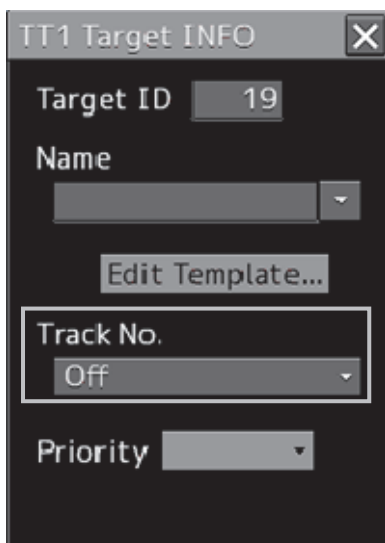 TT1 Target INFO
Target ID 19
Name
Edit Template...
Track No.
Off
Priority